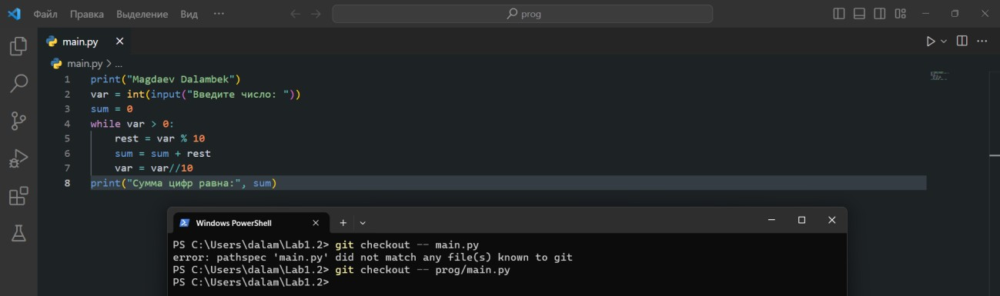 Файл Правка Выделение Вид ... prog
main.py
main.py > ...
1 print("Magdaev Dalambek")
2 var = int(input("Введите число: "))
3 sum = 0
4 while var > 0:
5 rest = var % 10
6 sum = sum + rest
7 var = var//10
8 print("Сумма цифр равна:", sum)
Windows PowerShell
PS C:\Users\dalam\Lab1.2> git checkout -- main.py
error: pathspec 'main.py' did not match any file(s) known to git
PS C:\Users\dalam\Lab1.2> git checkout -- prog/main.py
PS C:\Users\dalam\Lab1.2>